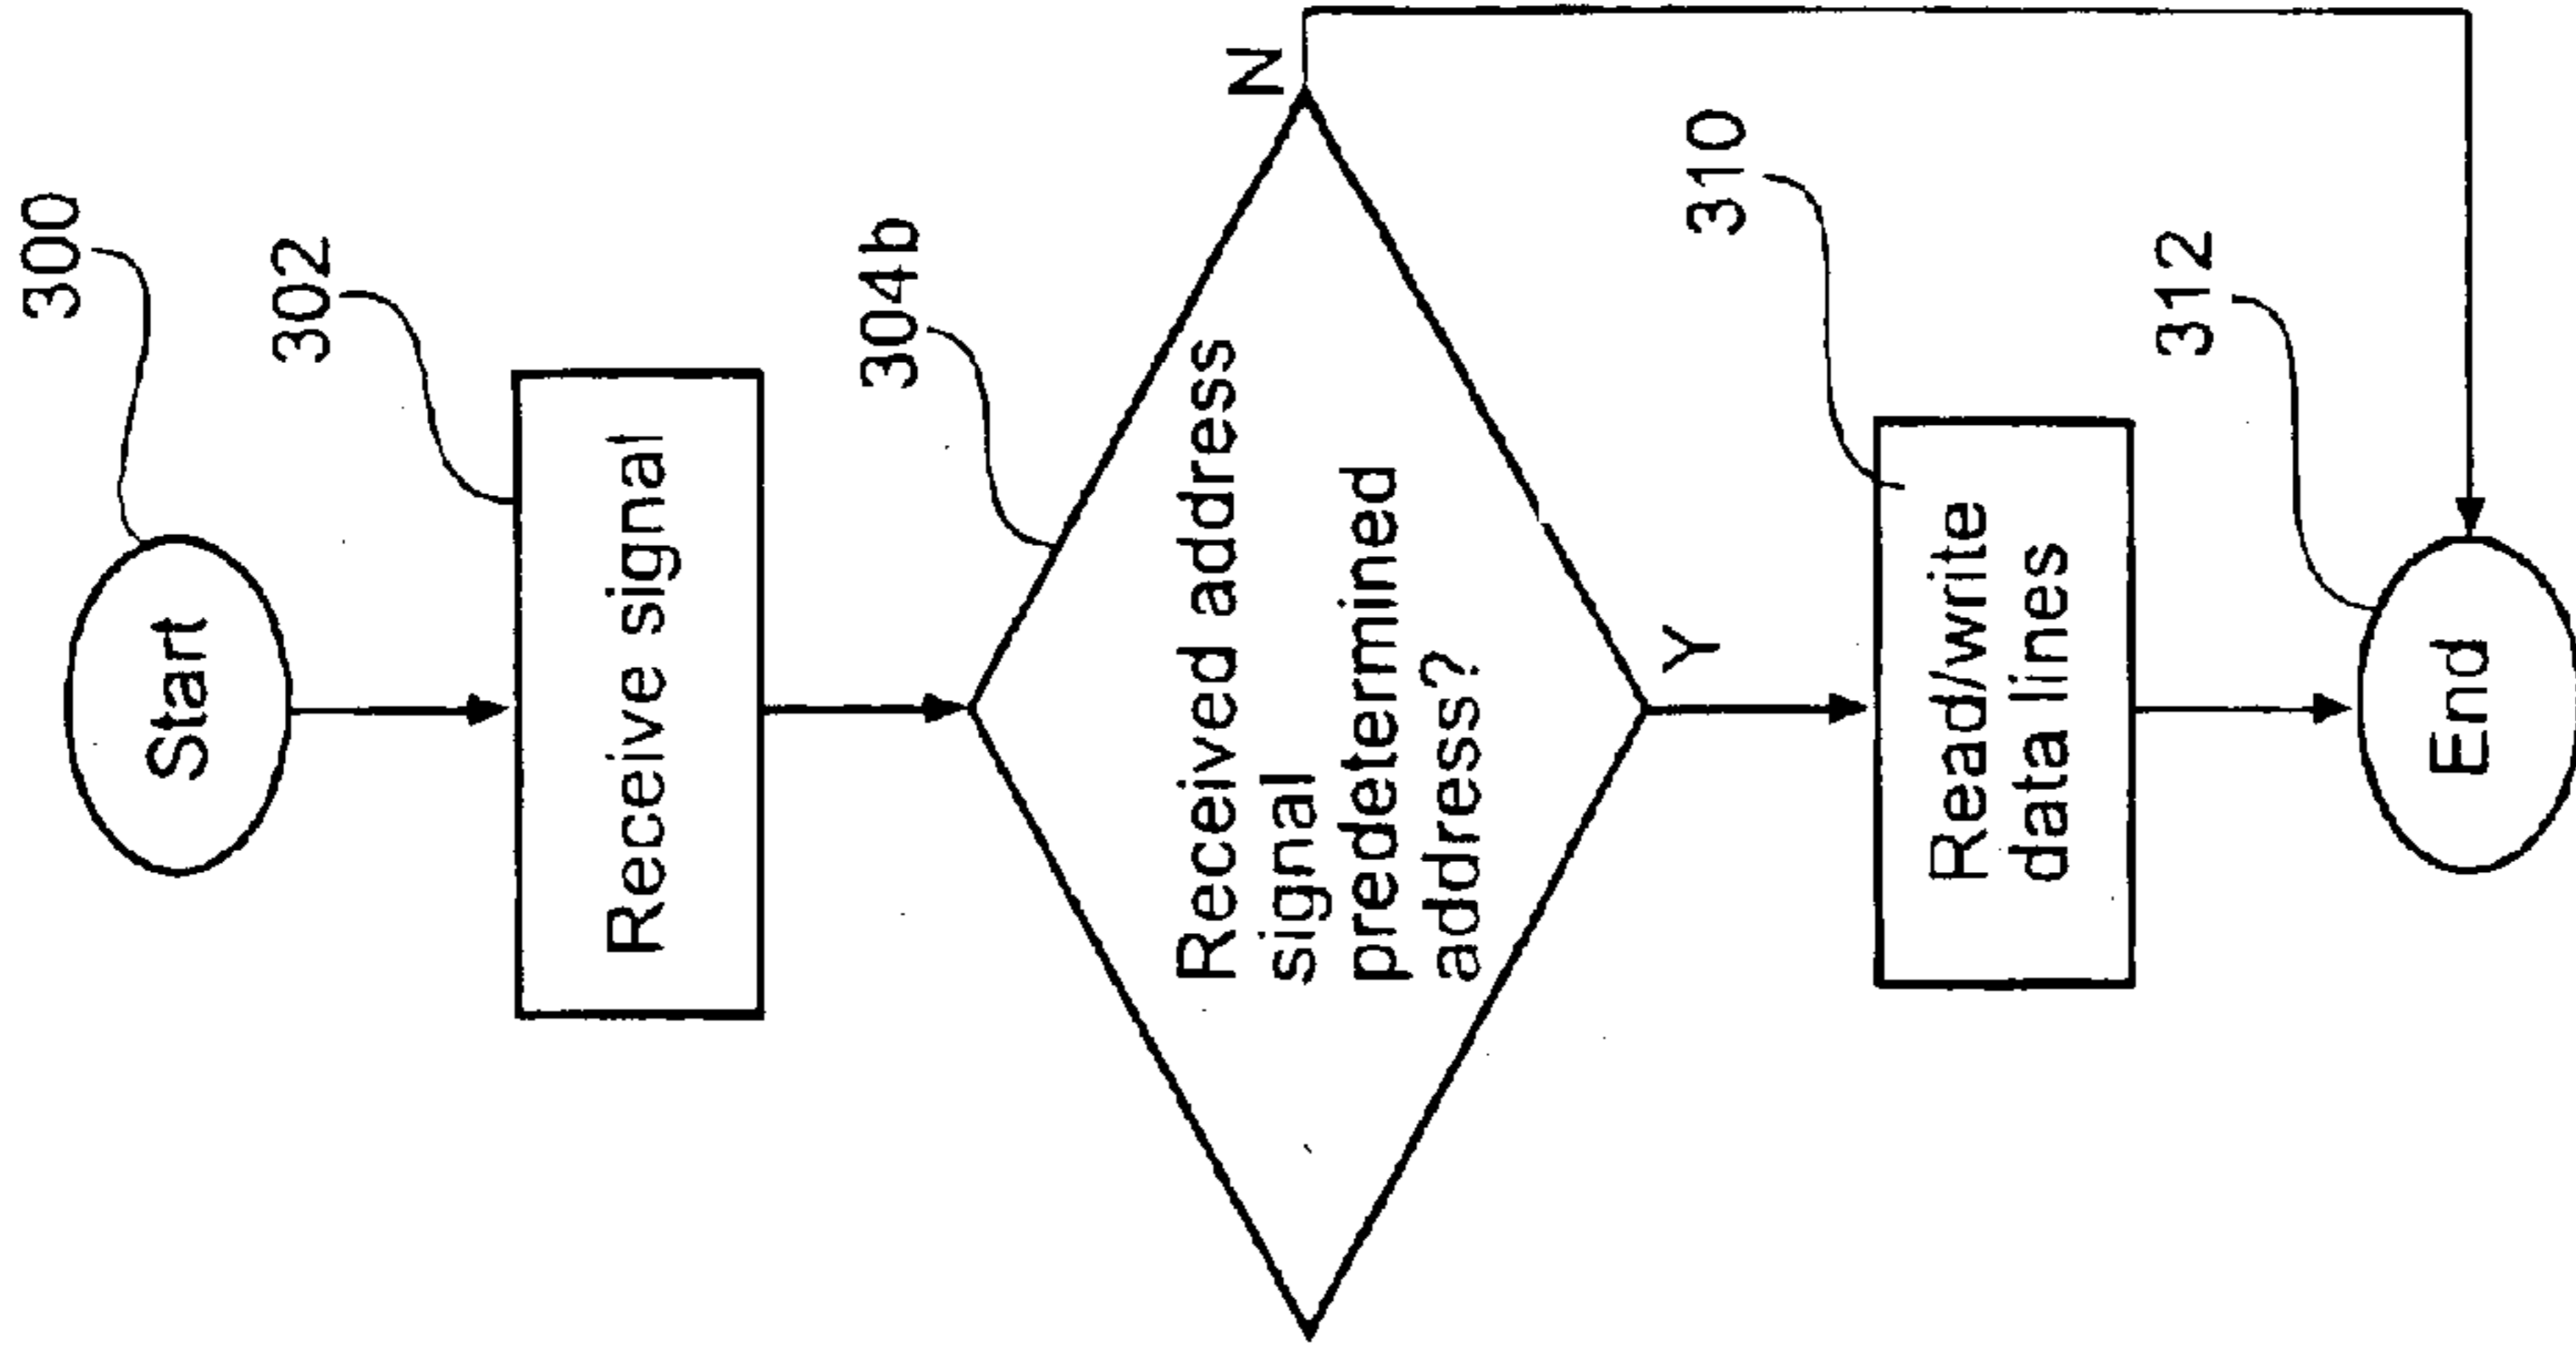 300
Start
302
Receive signal
304b
Received address
signal
predetermined
address?
N
Y
310
Read/write
data lines
312
End